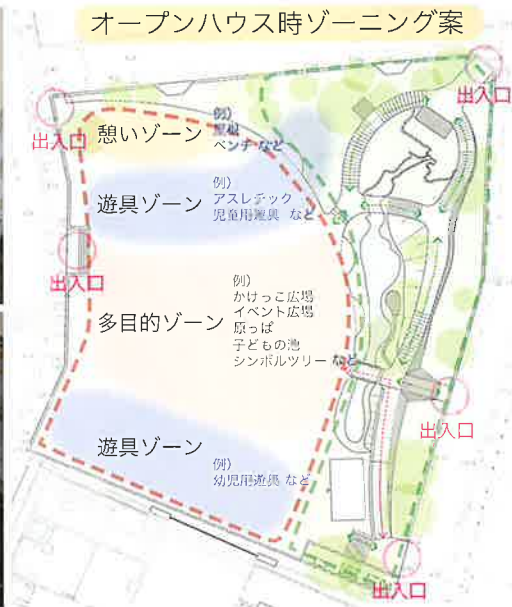 オープンハウス時ゾーニング案
出入口
出入口
憩いゾーン
例)
屋根
ベンチ など
遊具ゾーン
例)
アスレチック
児童用遊具 など
出入口
多目的ゾーン
例)
かけっこ広場
イベント広場
原っぱ
子どもの池
シンボルツリー など
出入口
遊具ゾーン
例)
幼児用遊具 など
出入口